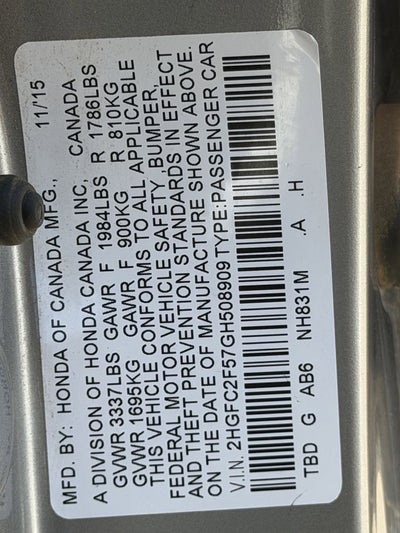 MFD. BY: HONDA OF CANADA MFG., 11/'15
A DIVISION OF HONDA CANADA INC, CANADA
GVWR 3337LBS GAWR F 1984LBS R 1786LBS
GVWR 1695KG GAWR F 900KG R 810KG
THIS VEHICLE CONFORMS TO ALL APPLICABLE
FEDERAL MOTOR VEHICLE SAFETY, BUMPER,
AND THEFT PREVENTION STANDARDS IN EFFECT
ON THE DATE OF MANUFACTURE SHOWN ABOVE.
V.I.N. 2HGFC2F57GH508909 TYPE:PASSENGER CAR
TBD G AB6 NH831M .A .H